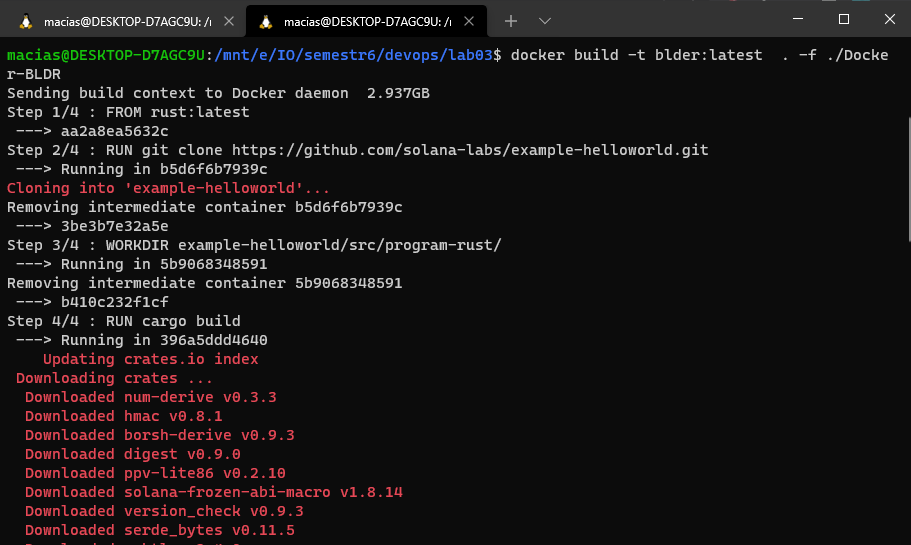 macias@DESKTOP-D7AGC9U: /r
macias@DESKTOP-D7AGC9U: /r
macias@DESKTOP-D7AGC9U:/mnt/e/IO/semestr6/devops/lab03$ docker build -t blder:latest  . -f ./Docke
r-BLDR
Sending build context to Docker daemon  2.937GB
Step 1/4 : FROM rust:latest
 ---> aa2a8ea5632c
Step 2/4 : RUN git clone https://github.com/solana-labs/example-helloworld.git
 ---> Running in b5d6f6b7939c
Cloning into 'example-helloworld'...
Removing intermediate container b5d6f6b7939c
 ---> 3be3b7e32a5e
Step 3/4 : WORKDIR example-helloworld/src/program-rust/
 ---> Running in 5b9068348591
Removing intermediate container 5b9068348591
 ---> b410c232f1cf
Step 4/4 : RUN cargo build
 ---> Running in 396a5ddd4640
    Updating crates.io index
 Downloading crates ...
  Downloaded num-derive v0.3.3
  Downloaded hmac v0.8.1
  Downloaded borsh-derive v0.9.3
  Downloaded digest v0.9.0
  Downloaded ppv-lite86 v0.2.10
  Downloaded solana-frozen-abi-macro v1.8.14
  Downloaded version_check v0.9.3
  Downloaded serde_bytes v0.11.5